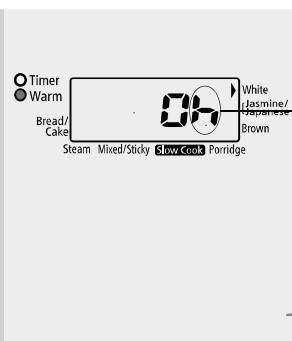 Timer
Warm
0h
White
Jasmine/
Japanese
Bread/
Cake
Brown
Steam Mixed/Sticky Slow Cook Porridge